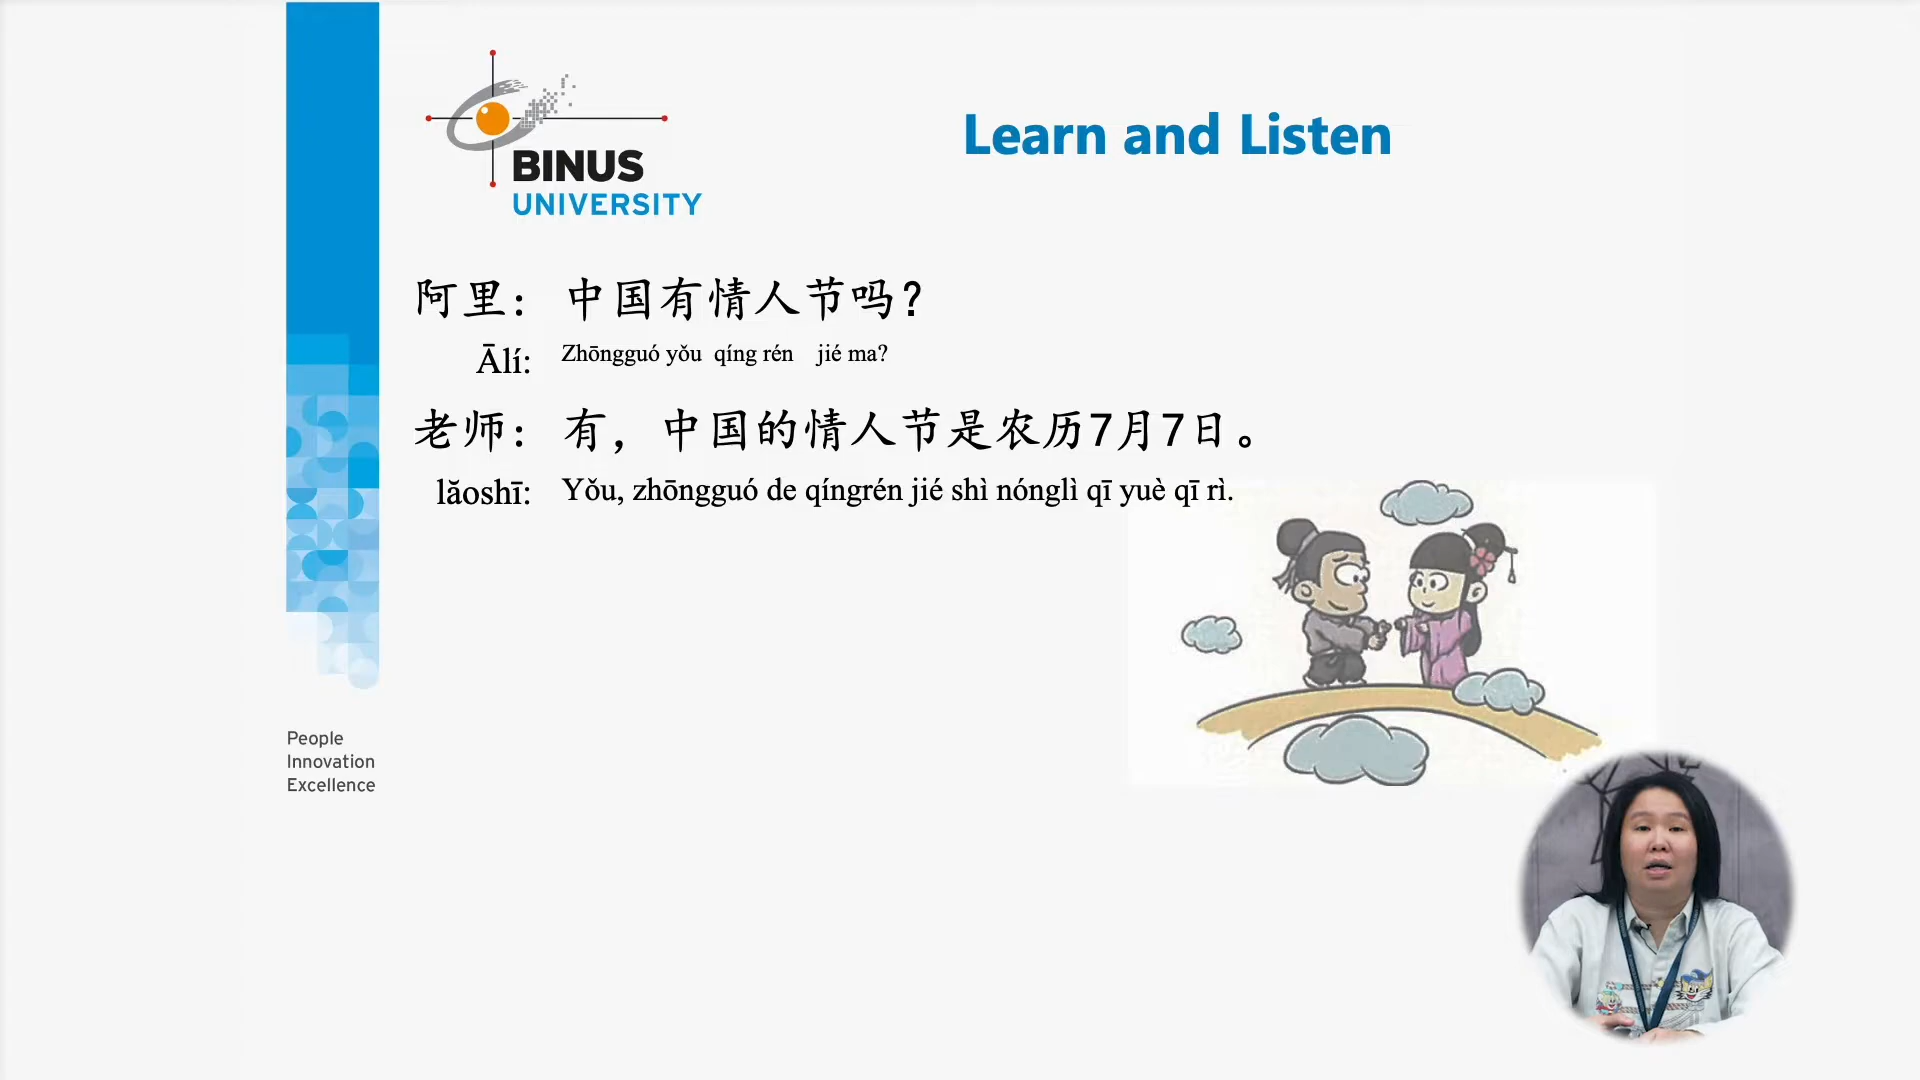 BINUS
UNIVERSITY
Learn and Listen
阿里： 中国有情人节吗？
Ālí: Zhōngguó yǒu qíng rén jié ma?
老师： 有，中国的情人节是农历7月7日。
lǎoshī: Yǒu, zhōngguó de qíngrén jié shì nónglì qī yuè qī rì.
People
Innovation
Excellence